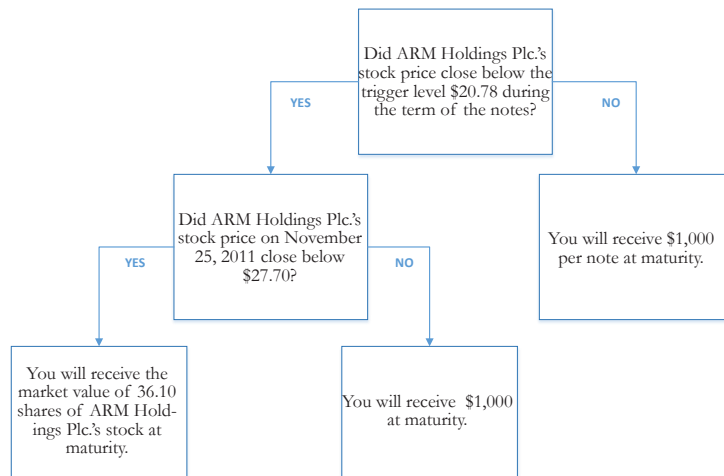 Did ARM Holdings Plc.'s
stock price close below the
trigger level $20.78 during
the term of the notes?
YES
NO
Did ARM Holdings Plc.'s
stock price on November
25, 2011 close below
$27.70?
You will receive $1,000
per note at maturity.
YES
NO
You will receive the
market value of 36.10
shares of ARM Hold-
ings Plc.'s stock at
maturity.
You will receive $1,000
at maturity.